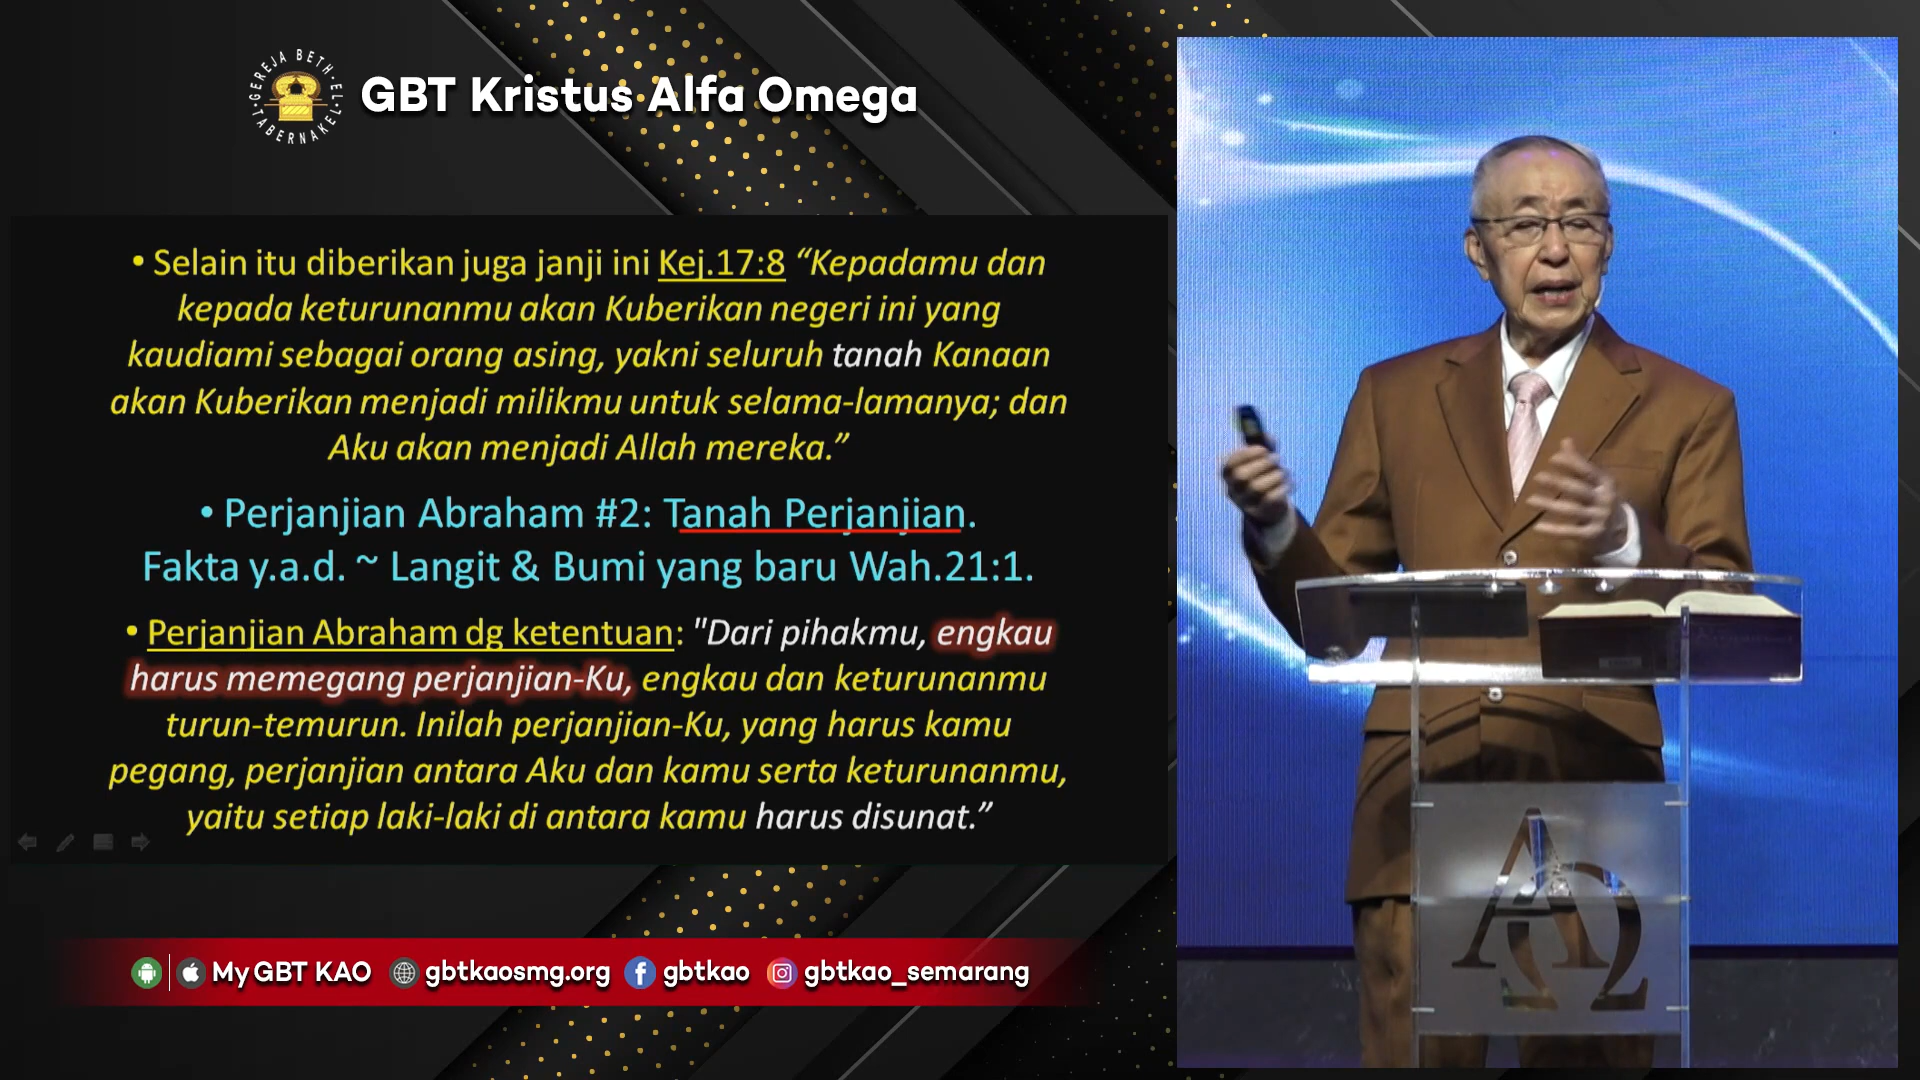 GEREJA BETH-EL
TABERNAKEL
GBT Kristus Alfa Omega
• Selain itu diberikan juga janji ini Kej.17:8 “Kepadamu dan
kepada keturunanmu akan Kuberikan negeri ini yang
kaudiami sebagai orang asing, yakni seluruh tanah Kanaan
akan Kuberikan menjadi milikmu untuk selama-lamanya; dan
Aku akan menjadi Allah mereka.”
• Perjanjian Abraham #2: Tanah Perjanjian.
Fakta y.a.d. ~ Langit & Bumi yang baru Wah.21:1.
• Perjanjian Abraham dg ketentuan: "Dari pihakmu, engkau
harus memegang perjanjian-Ku, engkau dan keturunanmu
turun-temurun. Inilah perjanjian-Ku, yang harus kamu
pegang, perjanjian antara Aku dan kamu serta keturunanmu,
yaitu setiap laki-laki di antara kamu harus disunat.”
My GBT KAO gbtkaosmg.org gbtkao gbtkao_semarang
ΑΩ